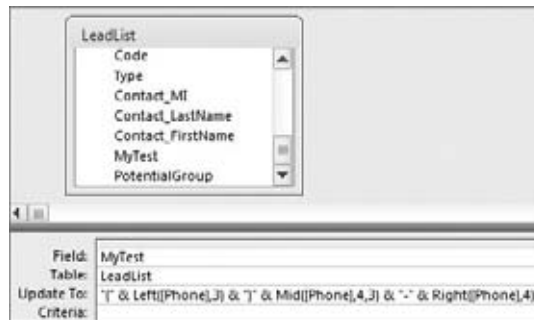 LeadList
Code
Type
Contact_MI
Contact_LastName
Contact_FirstName
MyTest
PotentialGroup
Field: MyTest
Table: LeadList
Update To: "(" & Left([Phone],3) & ")" & Mid([Phone],4,3) & "-" & Right([Phone],4)
Criteria: